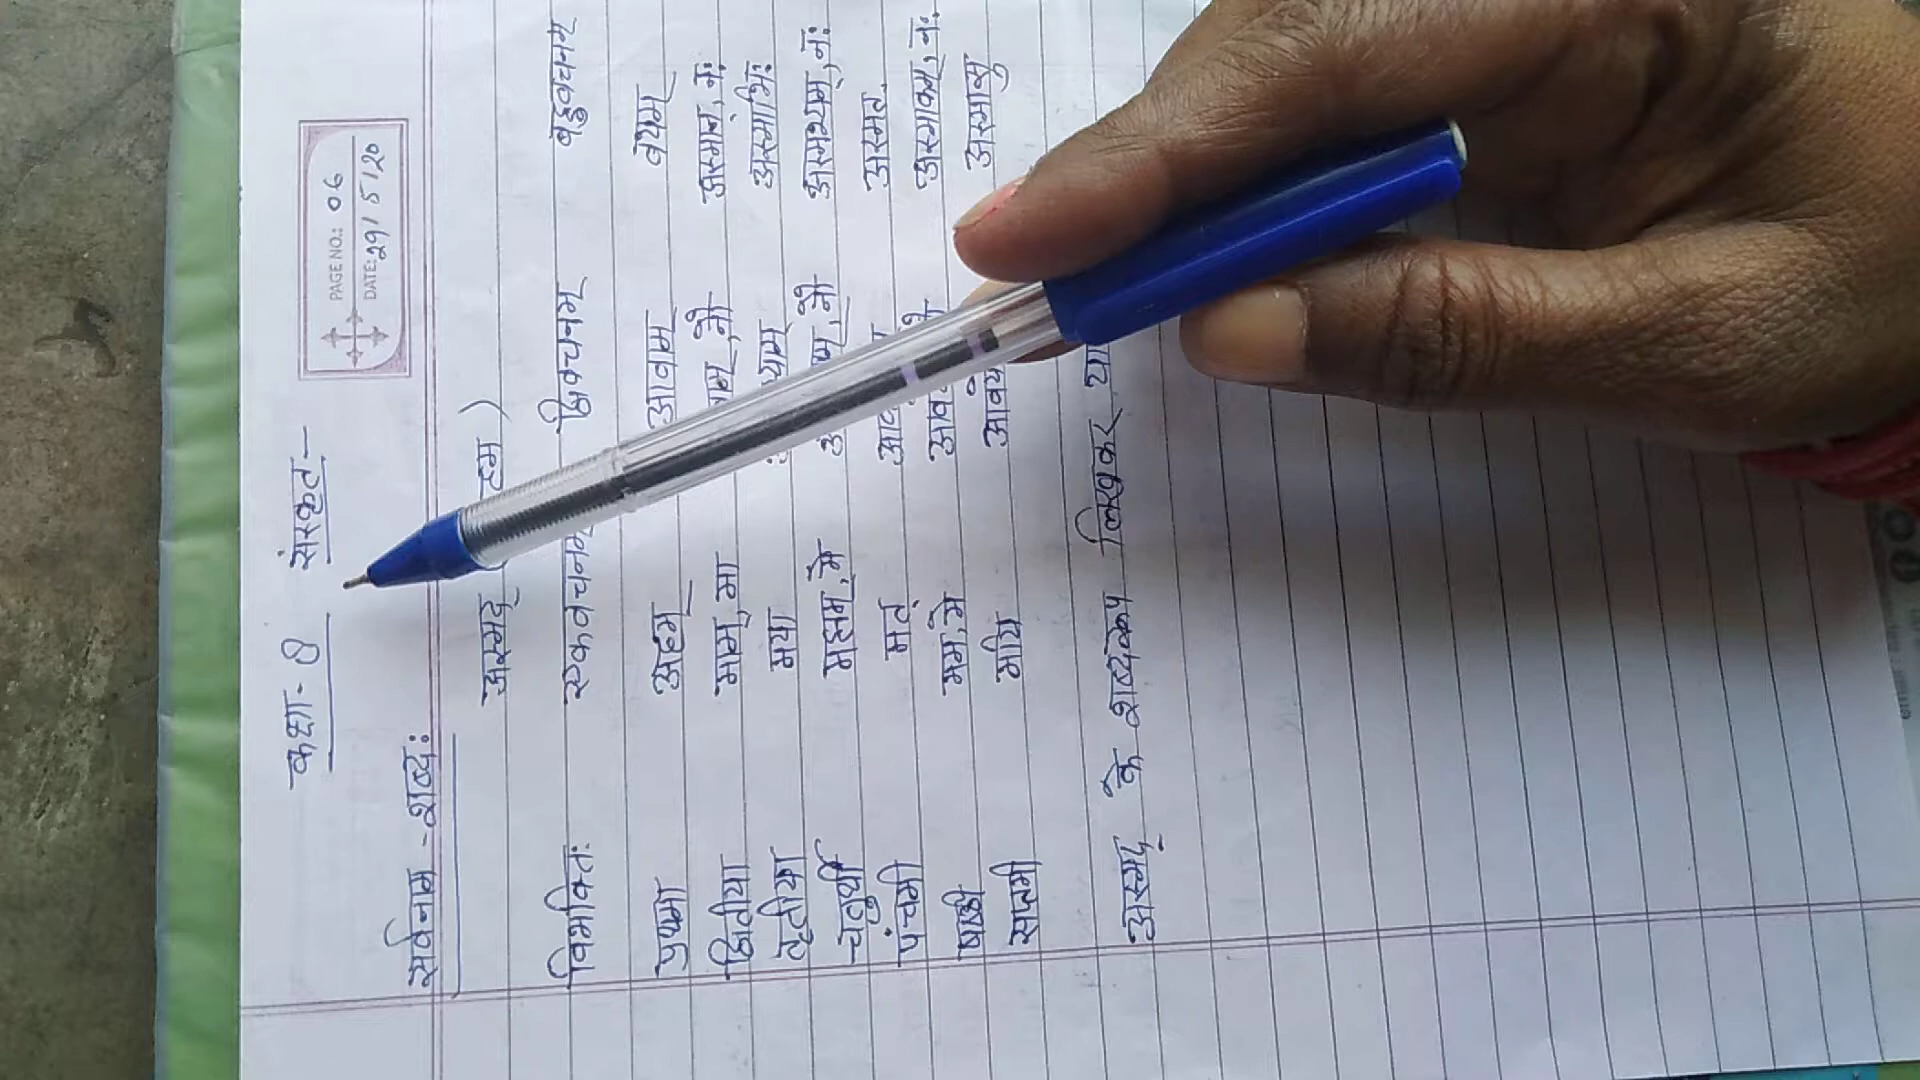 PAGE NO.: 06
DATE: 29/5/20
कक्षा - 8 संस्कृत -
सर्वनाम - शब्द:
अस्मद् हम )
विभक्ति: एकवचनम् द्विवचनम् बहुवचनम्
प्रथमा अहम् आवाम् वयम्
द्वितीया माम्, मा नौ अस्मान्, न:
तृतीया मया अस्माभि:
चतुर्थी मह्यम्, मे नौ अस्मभ्यम्, न:
पंचमी मत् अस्मत्
षष्ठी मम, मे अस्माकम्, न:
सप्तमी मयि अस्मासु
अस्मद् के शब्दरूप लिखकर